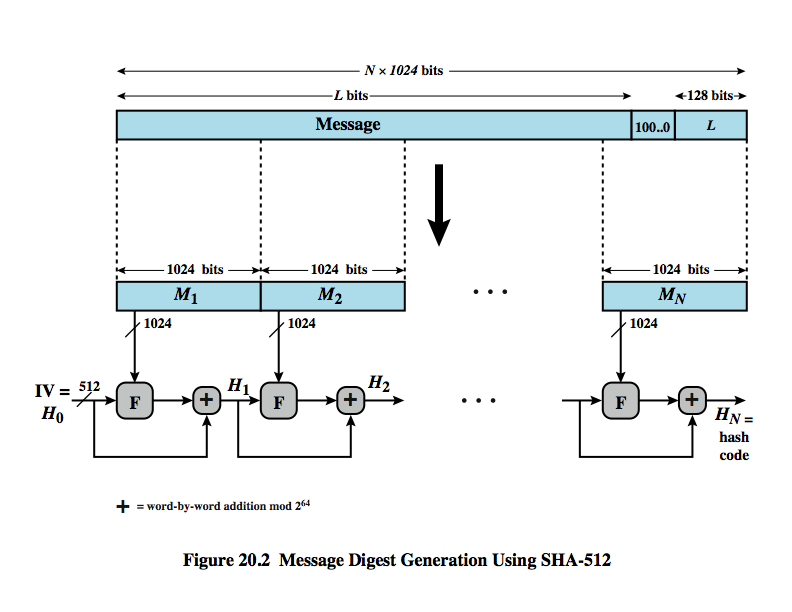 N × 1024 bits
L bits 128 bits
Message 100..0 L
1024 bits 1024 bits 1024 bits
M1 M2 . . . MN
1024 1024 1024
IV = 512 H1 H2
H0 F + F + . . . F + HN =
hash
code
+ = word-by-word addition mod 2^64
Figure 20.2 Message Digest Generation Using SHA-512